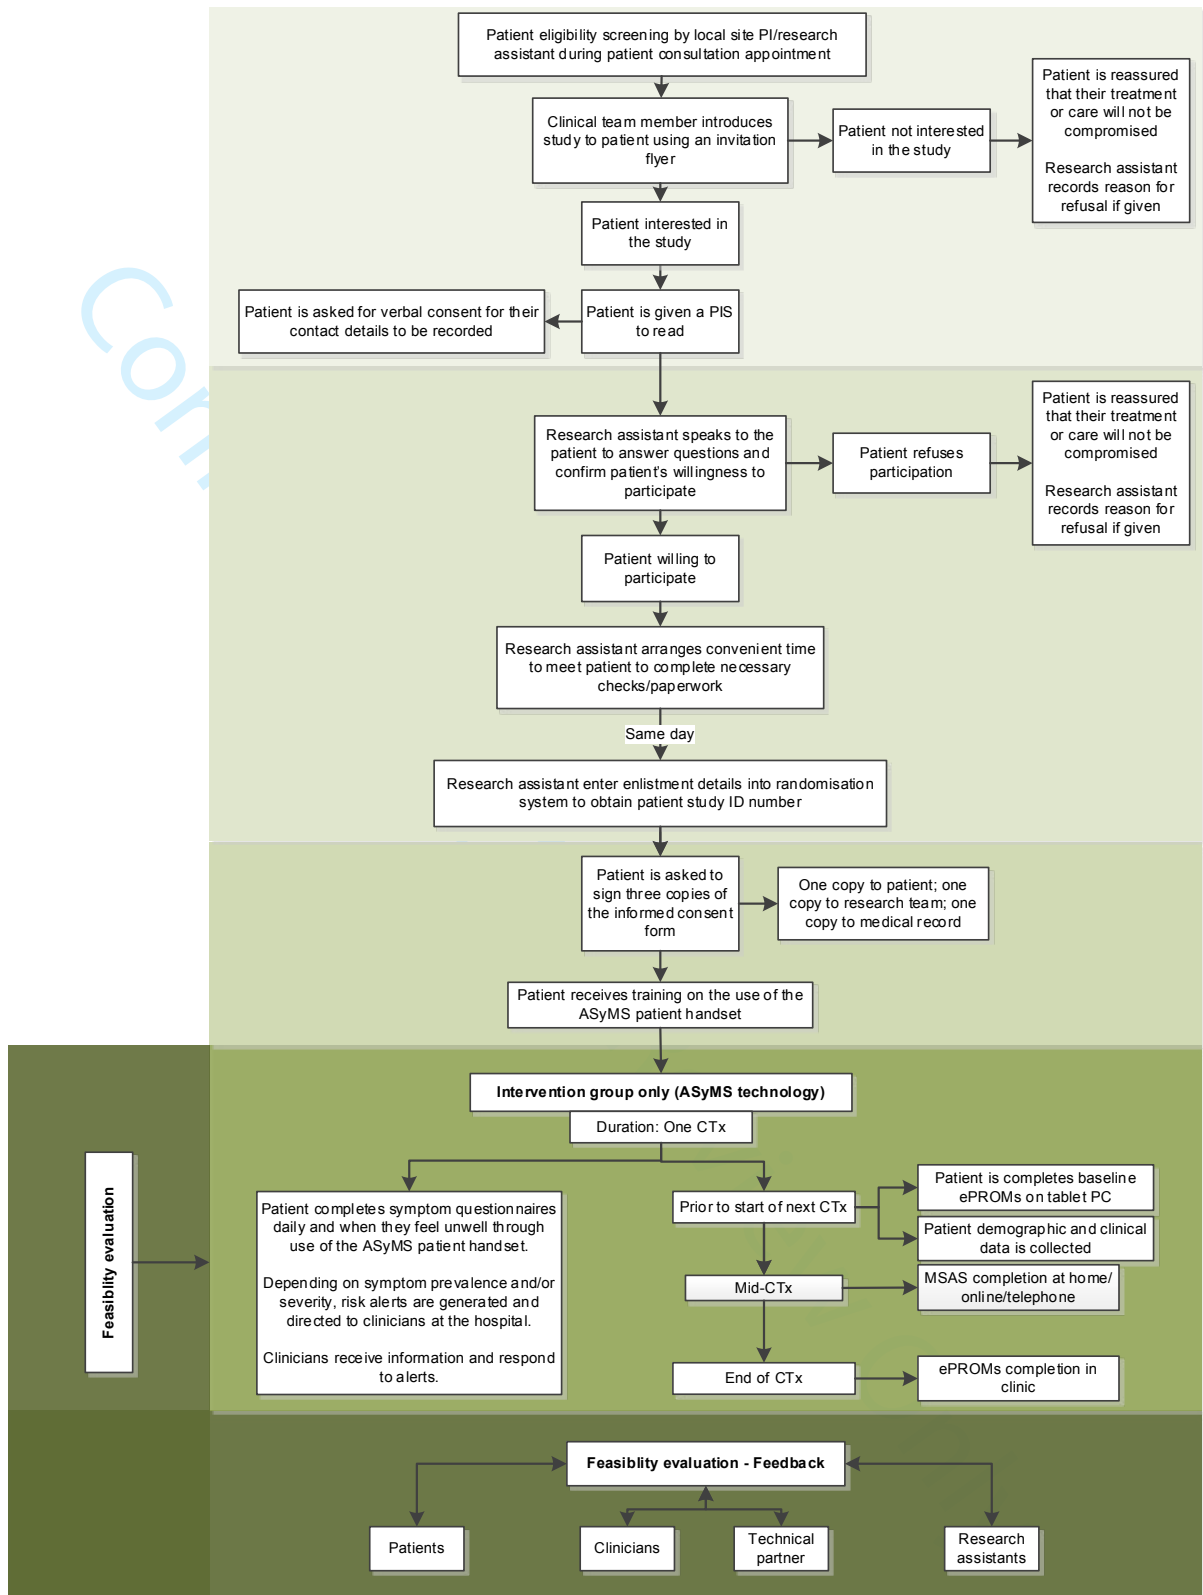 Patient eligibility screening by local site PI/research
assistant during patient consultation appointment
Clinical team member introduces
study to patient using an invitation
flyer
Patient not interested
in the study
Patient is reassured
that their treatment
or care will not be
compromised
Research assistant
records reason for
refusal if given
Patient interested in
the study
Patient is given a PIS
to read
Patient is asked for verbal consent for their
contact details to be recorded
Con
Research assistant speaks to the
patient to answer questions and
confirm patient's willingness to
participate
Patient refuses
participation
Patient is reassured
that their treatment
or care will not be
compromised
Research assistant
records reason for
refusal if given
Patient willing to
participate
Research assistant arranges convenient time
to meet patient to complete necessary
checks/paperwork
Same day
Research assistant enter enlistment details into randomisation
system to obtain patient study ID number
Patient is asked to
sign three copies of
the informed consent
form
One copy to patient; one
copy to research team; one
copy to medical record
Patient receives training on the use of the
ASyMS patient handset
Intervention group only (ASyMS technology)
Duration: One CTx
Feasiblity evaluation
Patient completes symptom questionnaires
daily and when they feel unwell through
use of the ASyMS patient handset.
Depending on symptom prevalence and/or
severity, risk alerts are generated and
directed to clinicians at the hospital.
Clinicians receive information and respond
to alerts.
Prior to start of next CTx
Patient is completes baseline
ePROMs on tablet PC
Patient demographic and clinical
data is collected
Mid-CTx
MSAS completion at home/
online/telephone
End of CTx
ePROMs completion in
clinic
Feasiblity evaluation - Feedback
Patients
Clinicians
Technical
partner
Research
assistants